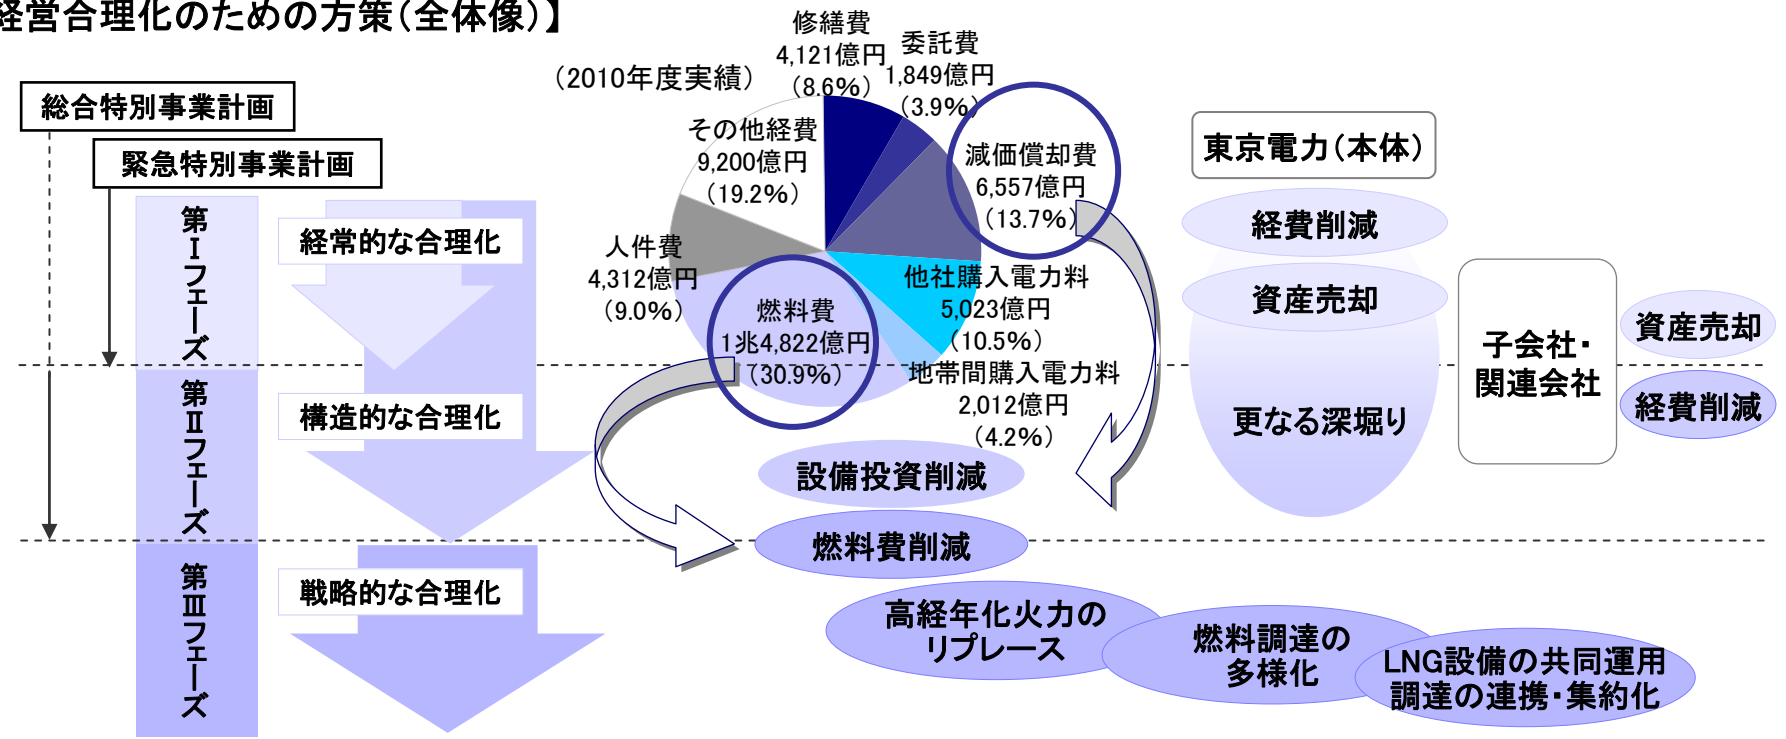 経営合理化のための方策（全体像）】
総合特別事業計画
緊急特別事業計画
第Ⅰフェーズ
第Ⅱフェーズ
第Ⅲフェーズ
経常的な合理化
構造的な合理化
戦略的な合理化
（2010年度実績）
修繕費
4,121億円
（8.6%）
委託費
1,849億円
（3.9%）
減価償却費
6,557億円
（13.7%）
他社購入電力料
5,023億円
（10.5%）
地帯間購入電力料
2,012億円
（4.2%）
燃料費
1兆4,822億円
（30.9%）
人件費
4,312億円
（9.0%）
その他経費
9,200億円
（19.2%）
設備投資削減
燃料費削減
高経年化火力の
リプレース
燃料調達の
多様化
LNG設備の共同運用
調達の連携・集約化
東京電力（本体）
経費削減
資産売却
更なる深堀り
子会社・
関連会社
資産売却
経費削減